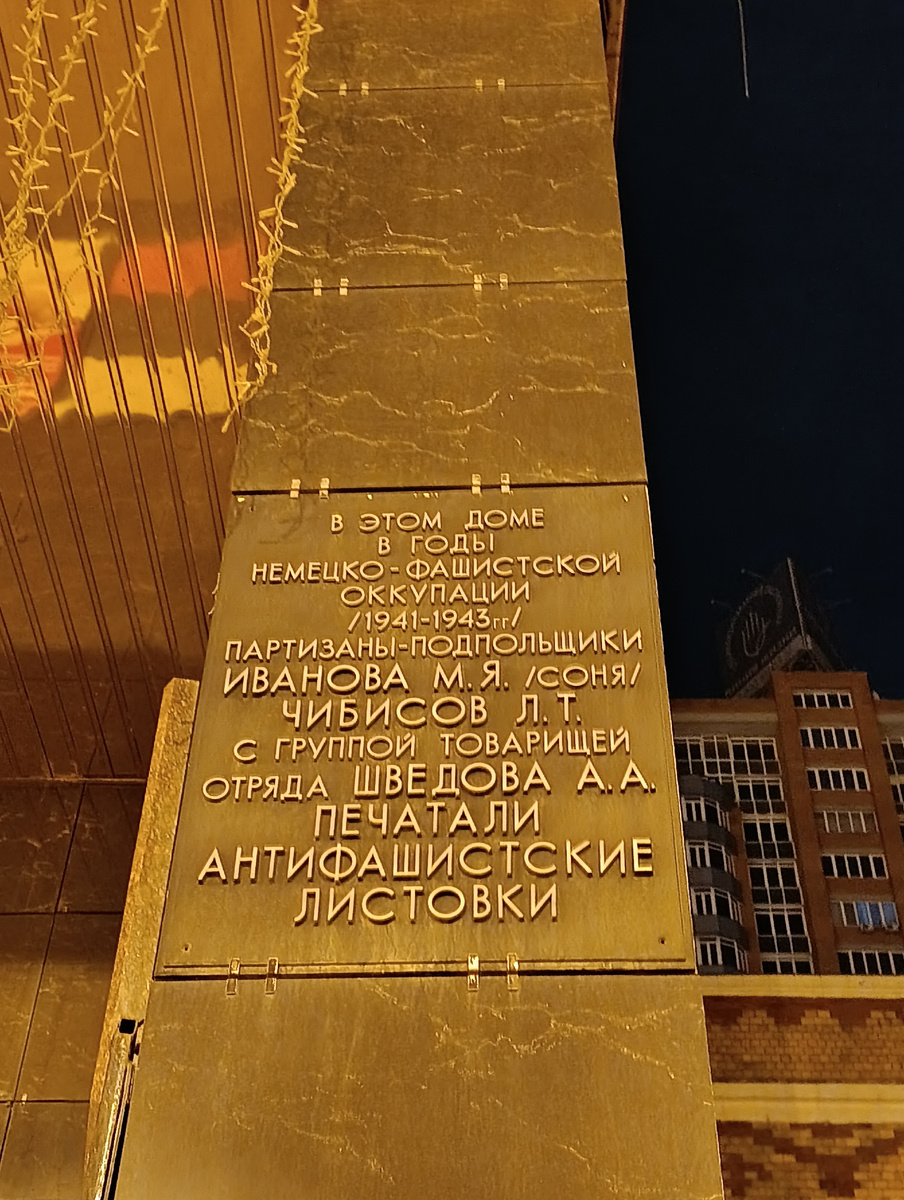 В ЭТОМ ДОМЕ
В ГОДЫ
НЕМЕЦКО-ФАШИСТСКОЙ
ОККУПАЦИИ
/1941-1943гг/
ПАРТИЗАНЫ-ПОДПОЛЬЩИКИ
ИВАНОВА М.Я. /СОНЯ/
ЧИБИСОВ Л.Т.
С ГРУППОЙ ТОВАРИЩЕЙ
ОТРЯДА ШВЕДОВА А.А.
ПЕЧАТАЛИ
АНТИФАШИСТСКИЕ
ЛИСТОВКИ